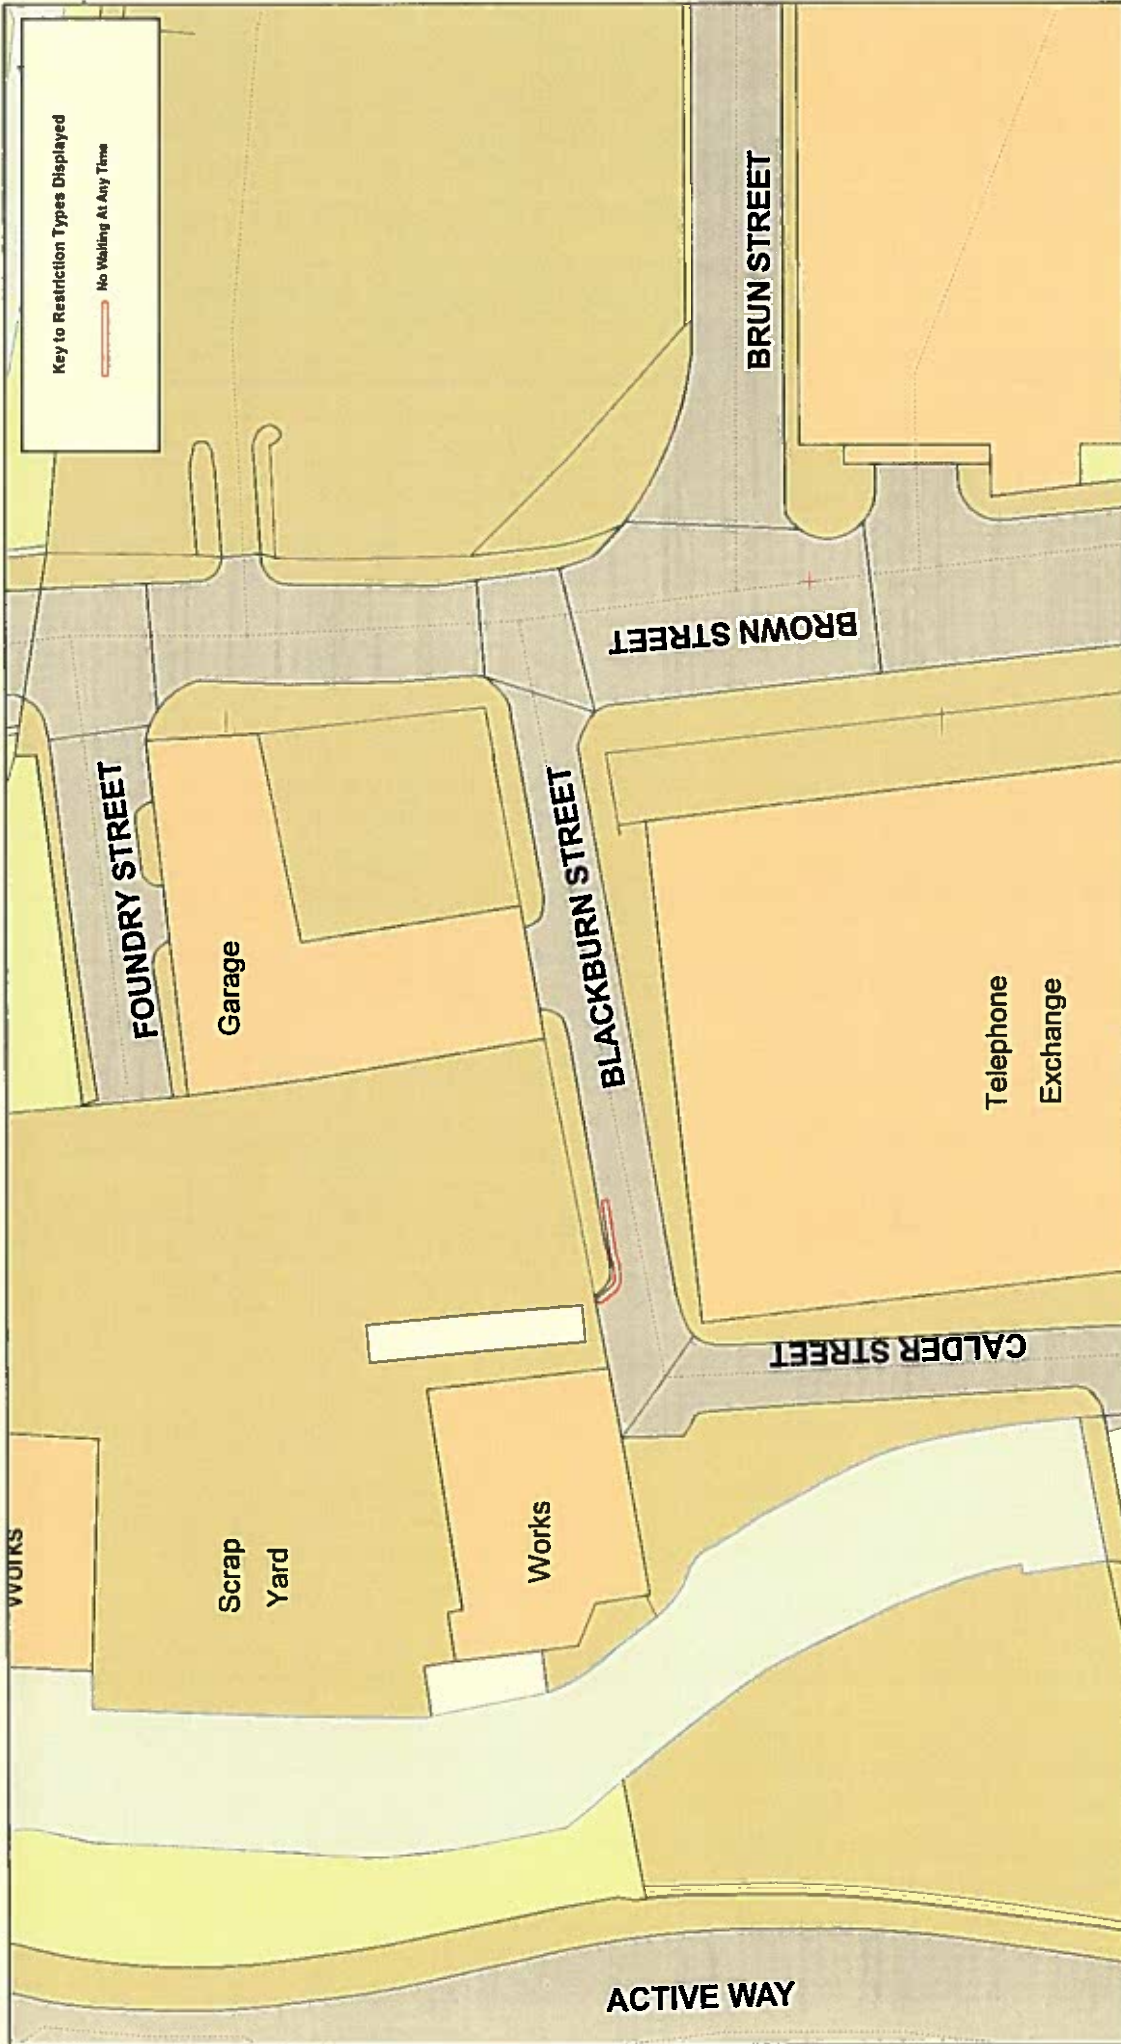 Key to Restriction Types Displayed
No Waiting At Any Time
BRUN STREET
BROWN STREET
FOUNDRY STREET
Garage
BLACKBURN STREET
Telephone
Exchange
CALDER STREET
Works
Scrap
Yard
Works
ACTIVE WAY